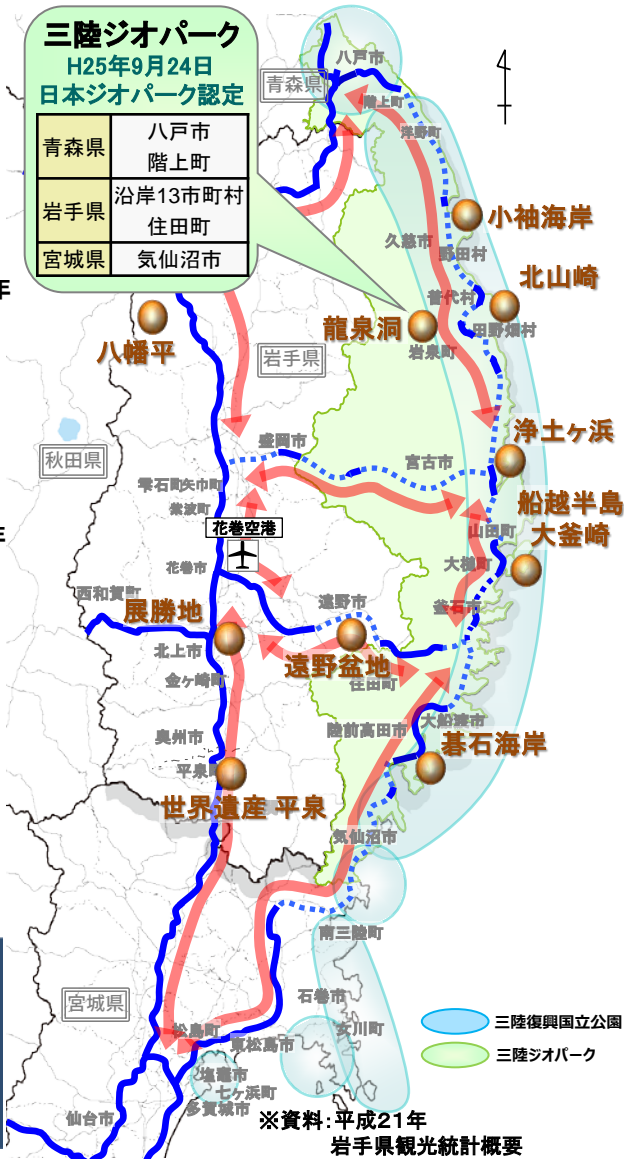 三陸ジオパーク
H25年9月24日
日本ジオパーク認定
青森県
八戸市
階上町
岩手県
沿岸13市町村
住田町
宮城県
気仙沼市
八戸市
青森県
階上町
洋野町
小袖海岸
久慈市
野田村
年
北山崎
普代村
龍泉洞
田野畑村
八幡平
岩手県
岩泉町
盛岡市
浄土ヶ浜
秋田県
宮古市
雫石町
矢巾町
船越半島
紫波町
年
花巻空港
山田町
大釜崎
花巻市
大槌町
西和賀町
遠野市
釜石市
展勝地
北上市
遠野盆地
金ヶ崎町
住田町
陸前高田市
大船渡市
奥州市
碁石海岸
平泉町
世界遺産 平泉
気仙沼市
南三陸町
宮城県
石巻市
三陸復興国立公園
女川町
松島町
東松島市
三陸ジオパーク
塩竈市
七ヶ浜町
多賀城市
仙台市
※資料：平成21年
岩手県観光統計概要